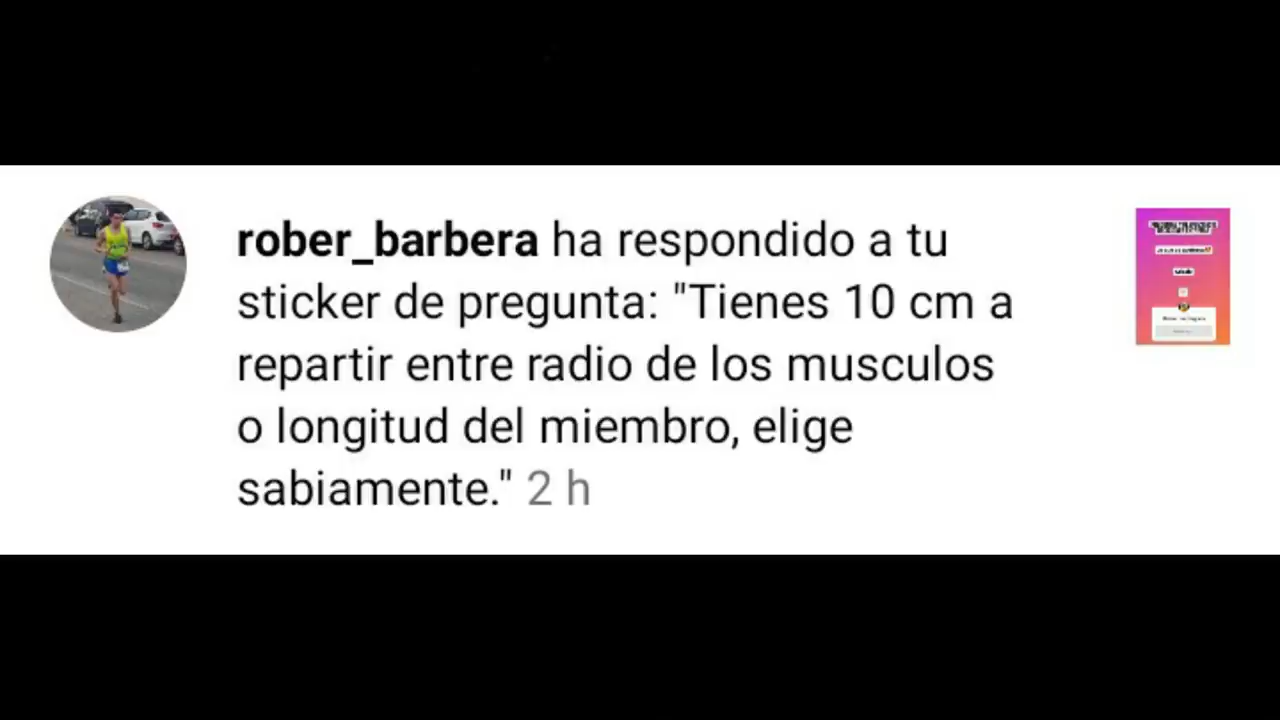 rober_barbera ha respondido a tu
sticker de pregunta: "Tienes 10 cm a
repartir entre radio de los musculos
o longitud del miembro, elige
sabiamente." 2 h